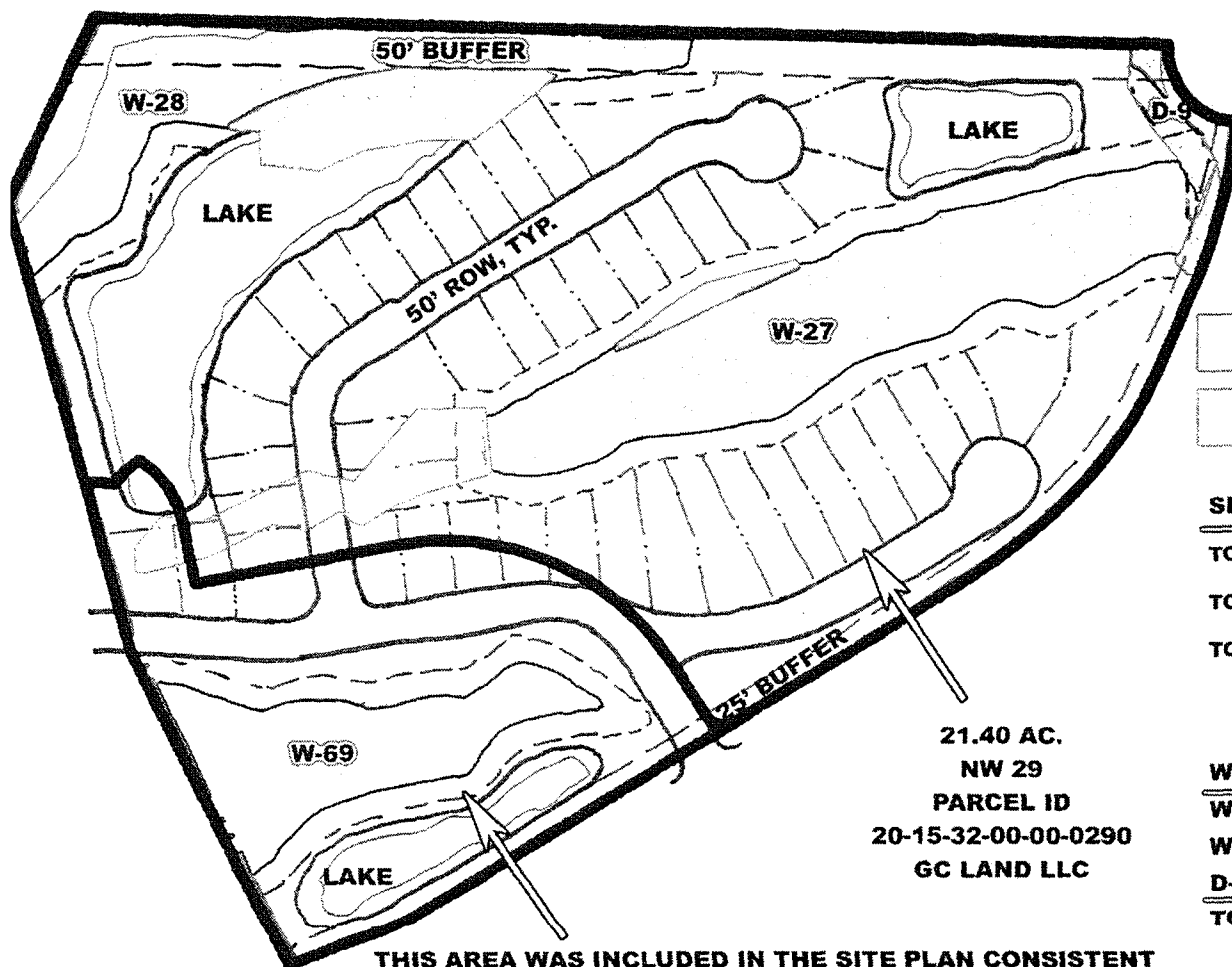 50' BUFFER
W-28
D-9
LAKE
LAKE
50' ROW, TYP.
W-27
25' BUFFER
W-69
21.40 AC.
NW 29
PARCEL ID
20-15-32-00-00-0290
GC LAND LLC
LAKE
THIS AREA WAS INCLUDED IN THE SITE PLAN CONSISTENT